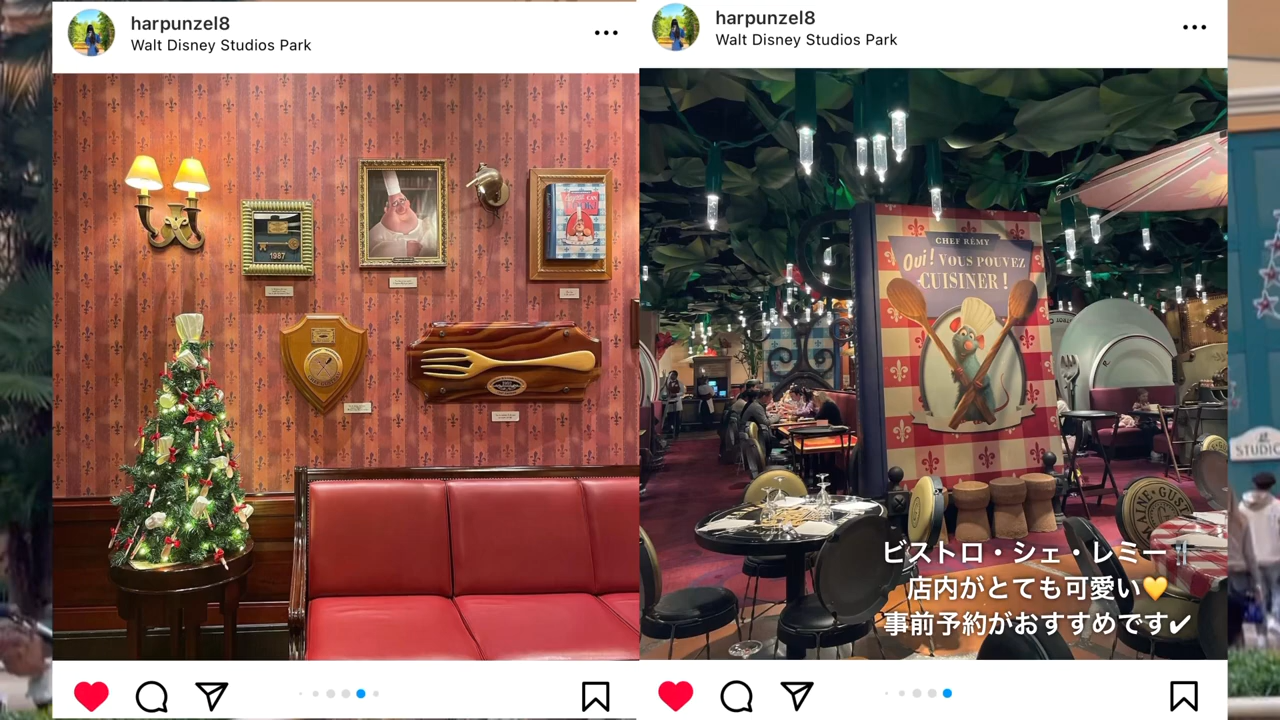 harpunzel8
Walt Disney Studios Park
1987
harpunzel8
Walt Disney Studios Park
CHEF RÉMY
Oui! VOUS POUVEZ
CUISINER!
ビストロ・シェ・レミー🍴
店内がとても可愛い💛
事前予約がおすすめです✔
STUDIO